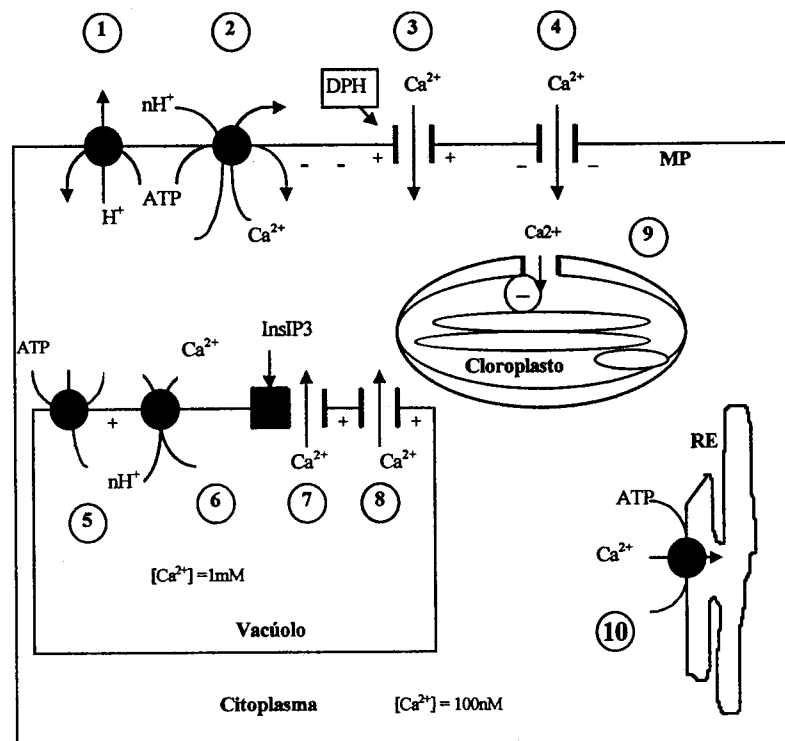 1
2
3
4
nH⁺
DPH
Ca²⁺
Ca²⁺
- -
+ +
- -
MP
ATP
H⁺
Ca²⁺
Ca2+
9
−
Cloroplasto
ATP
Ca²⁺
InsIP3
+
+
+
nH⁺
Ca²⁺
Ca²⁺
5
6
7
8
[Ca²⁺] =1mM
Vacúolo
RE
ATP
Ca²⁺
10
Citoplasma
[Ca²⁺] = 100nM